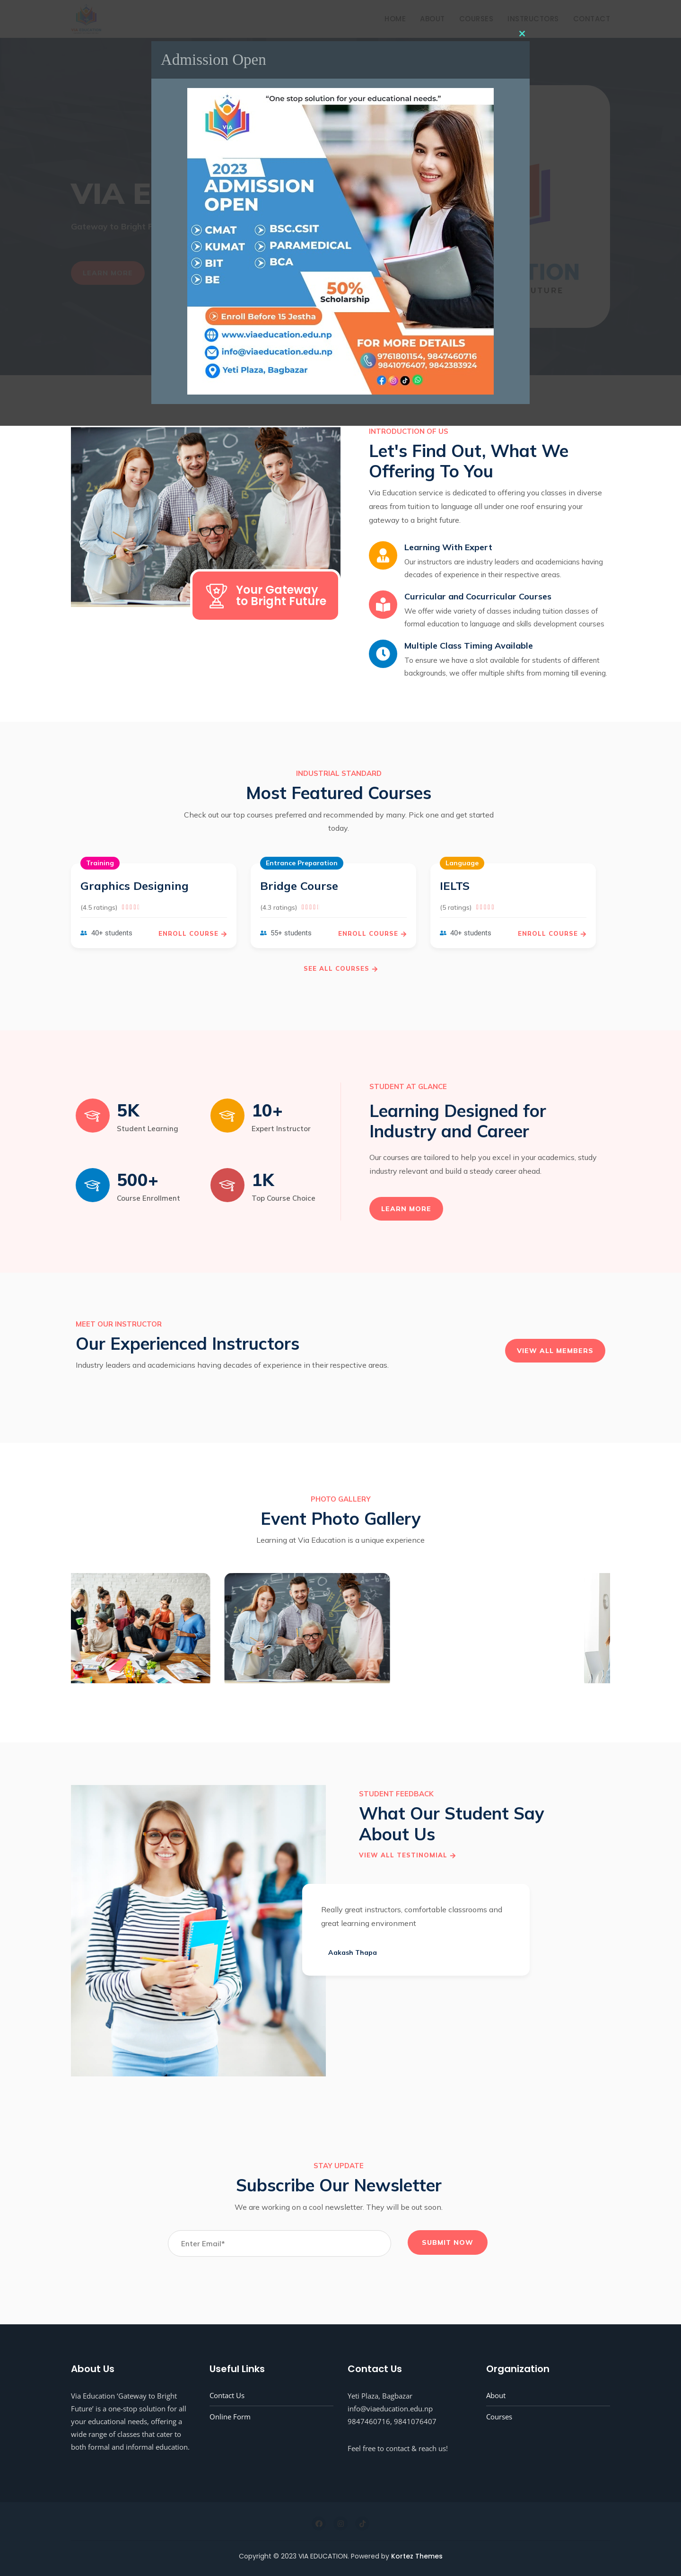 HOME ABOUT COURSES INSTRUCTORS CONTACT
Admission Open
"One stop solution for your educational needs."
VIA
2023
ADMISSION
OPEN
CMAT
KUMAT
BIT
BE
BSC.CSIT
PARAMEDICAL
BCA
50%
Scholarship
Enroll Before 15 Jestha
www.viaeducation.edu.np
info@viaeducation.edu.np
Yeti Plaza, Bagbazar
FOR MORE DETAILS
9761801154, 9847460716
9841076407, 9842383924
VIA E
Gateway to Bright F
LEARN MORE
INTRODUCTION OF US
Let's Find Out, What We
Offering To You
Via Education service is dedicated to offering you classes in diverse
areas from tuition to language all under one roof ensuring your
gateway to a bright future.
Your Gateway
to Bright Future
Learning With Expert
Our instructors are industry leaders and academicians having
decades of experience in their respective areas.
Curricular and Cocurricular Courses
We offer wide variety of classes including tuition classes of
formal education to language and skills development courses
Multiple Class Timing Available
To ensure we have a slot available for students of different
backgrounds, we offer multiple shifts from morning till evening.
INDUSTRIAL STANDARD
Most Featured Courses
Check out our top courses preferred and recommended by many. Pick one and get started
today.
Training
Graphics Designing
(4.5 ratings)
40+ students
ENROLL COURSE
Entrance Preparation
Bridge Course
(4.3 ratings)
55+ students
ENROLL COURSE
Language
IELTS
(5 ratings)
40+ students
ENROLL COURSE
SEE ALL COURSES
5K
Student Learning
10+
Expert Instructor
500+
Course Enrollment
1K
Top Course Choice
STUDENT AT GLANCE
Learning Designed for
Industry and Career
Our courses are tailored to help you excel in your academics, study
industry relevant and build a steady career ahead.
LEARN MORE
MEET OUR INSTRUCTOR
Our Experienced Instructors
Industry leaders and academicians having decades of experience in their respective areas.
VIEW ALL MEMBERS
PHOTO GALLERY
Event Photo Gallery
Learning at Via Education is a unique experience
STUDENT FEEDBACK
What Our Student Say
About Us
VIEW ALL TESTINOMIAL
Really great instructors, comfortable classrooms and
great learning environment
Aakash Thapa
STAY UPDATE
Subscribe Our Newsletter
We are working on a cool newsletter. They will be out soon.
Enter Email*
SUBMIT NOW
About Us
Via Education 'Gateway to Bright
Future' is a one-stop solution for all
your educational needs, offering a
wide range of classes that cater to
both formal and informal education.
Useful Links
Contact Us
Online Form
Contact Us
Yeti Plaza, Bagbazar
info@viaeducation.edu.np
9847460716, 9841076407
Feel free to contact & reach us!
Organization
About
Courses
Copyright © 2023 VIA EDUCATION. Powered by Kortez Themes